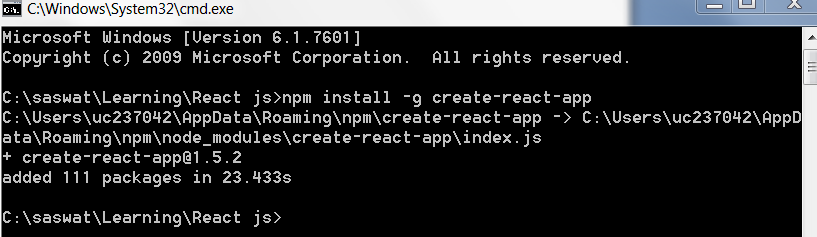 C:\Windows\System32\cmd.exe
Microsoft Windows [Version 6.1.7601]
Copyright (c) 2009 Microsoft Corporation.  All rights reserved.
C:\saswat\Learning\React js>npm install -g create-react-app
C:\Users\uc237042\AppData\Roaming\npm\create-react-app -> C:\Users\uc237042\AppD
ata\Roaming\npm\node_modules\create-react-app\index.js
+ create-react-app@1.5.2
added 111 packages in 23.433s
C:\saswat\Learning\React js>